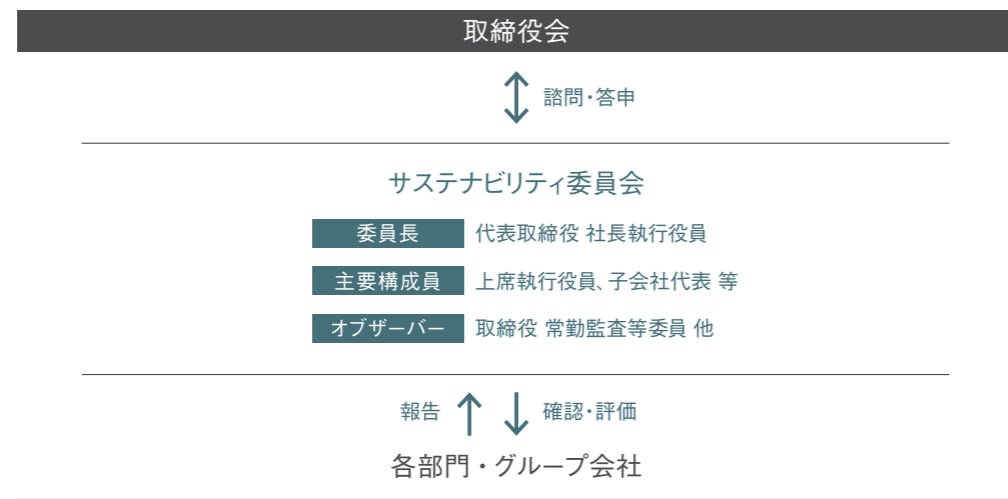 取締役会
諮問・答申
サステナビリティ委員会
委員長 代表取締役 社長執行役員
主要構成員 上席執行役員、子会社代表 等
オブザーバー 取締役 常勤監査等委員 他
報告 確認・評価
各部門・グループ会社